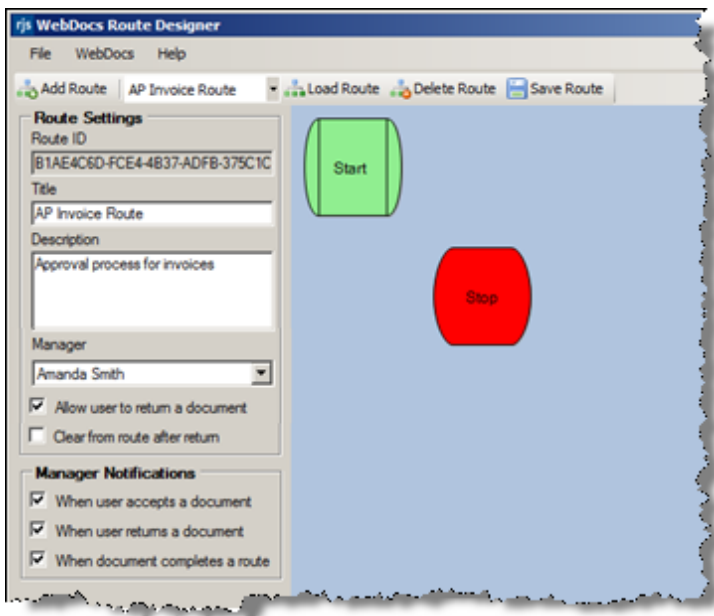 rjs WebDocs Route Designer
File WebDocs Help
Add Route AP Invoice Route Load Route Delete Route Save Route
Route Settings
Route ID
B1AE4C6D-FCE4-4B37-ADFB-375C1C
Title
AP Invoice Route
Description
Approval process for invoices
Manager
Amanda Smith
Allow user to return a document
Clear from route after return
Manager Notifications
When user accepts a document
When user returns a document
When document completes a route
Start
Stop